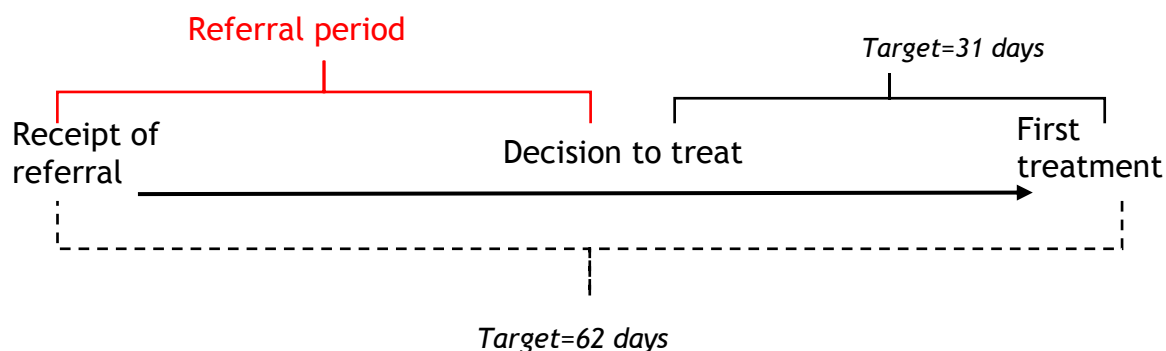 Referral period
Target=31 days
Receipt of
referral
Decision to treat
First
treatment
Target=62 days